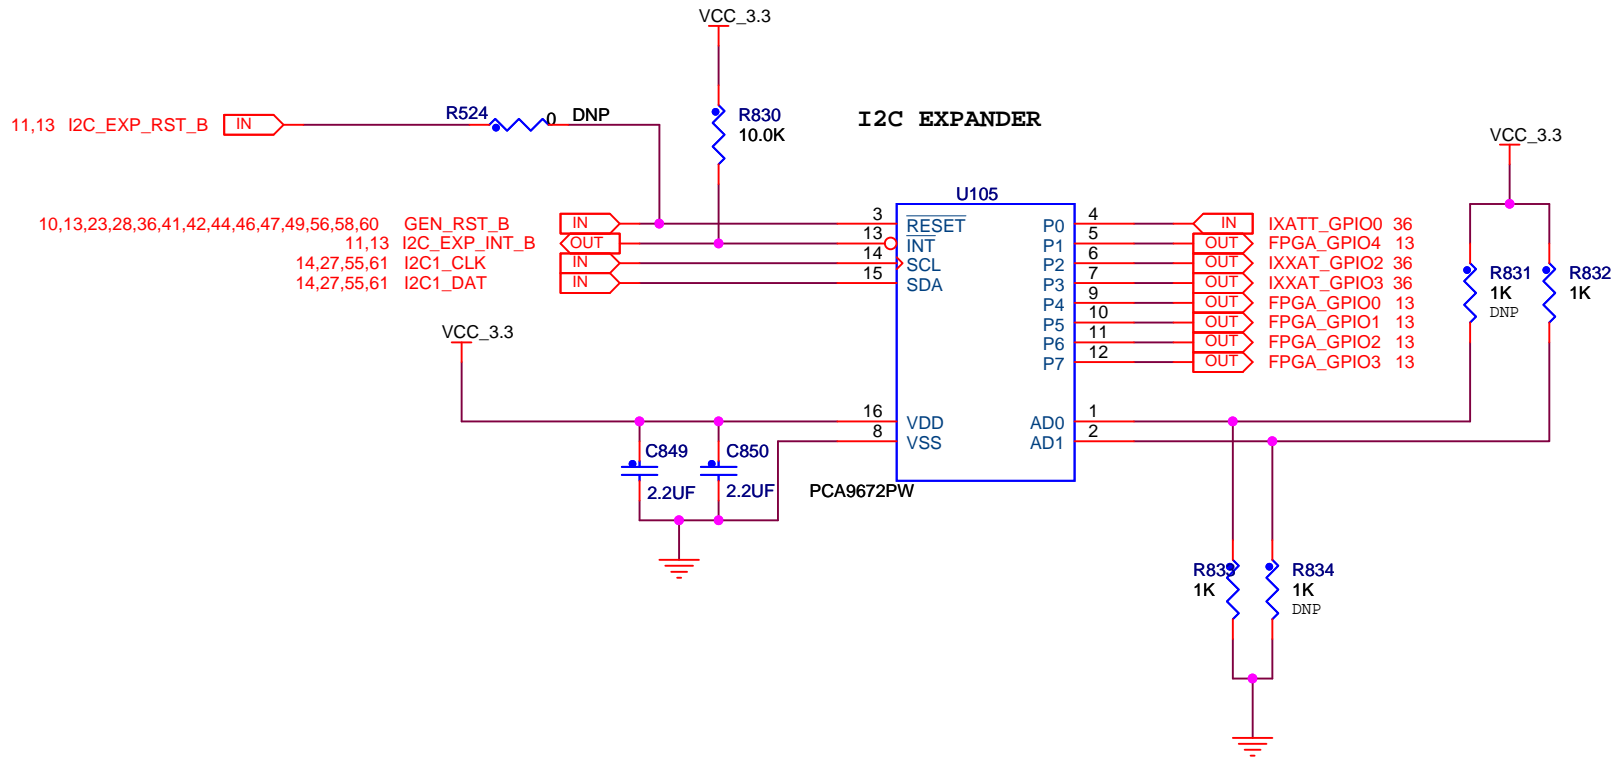 VCC_3.3
R524 0 DNP
11,13 I2C_EXP_RST_B IN
R830
10.0K
I2C EXPANDER
VCC_3.3
U105
10,13,23,28,36,41,42,44,46,47,49,56,58,60 GEN_RST_B IN 3 RESET P0 4 IN IXATT_GPIO0 36
11,13 I2C_EXP_INT_B OUT 13 INT P1 5 OUT FPGA_GPIO4 13
14,27,55,61 I2C1_CLK IN 14 SCL P2 6 OUT IXXAT_GPIO2 36
14,27,55,61 I2C1_DAT IN 15 SDA P3 7 OUT IXXAT_GPIO3 36
P4 9 OUT FPGA_GPIO0 13
P5 10 OUT FPGA_GPIO1 13
P6 11 OUT FPGA_GPIO2 13
P7 12 OUT FPGA_GPIO3 13
R831
1K
DNP
R832
1K
VCC_3.3
16 VDD AD0 1
8 VSS AD1 2
C849
2.2UF
C850
2.2UF
PCA9672PW
R833
1K
R834
1K
DNP